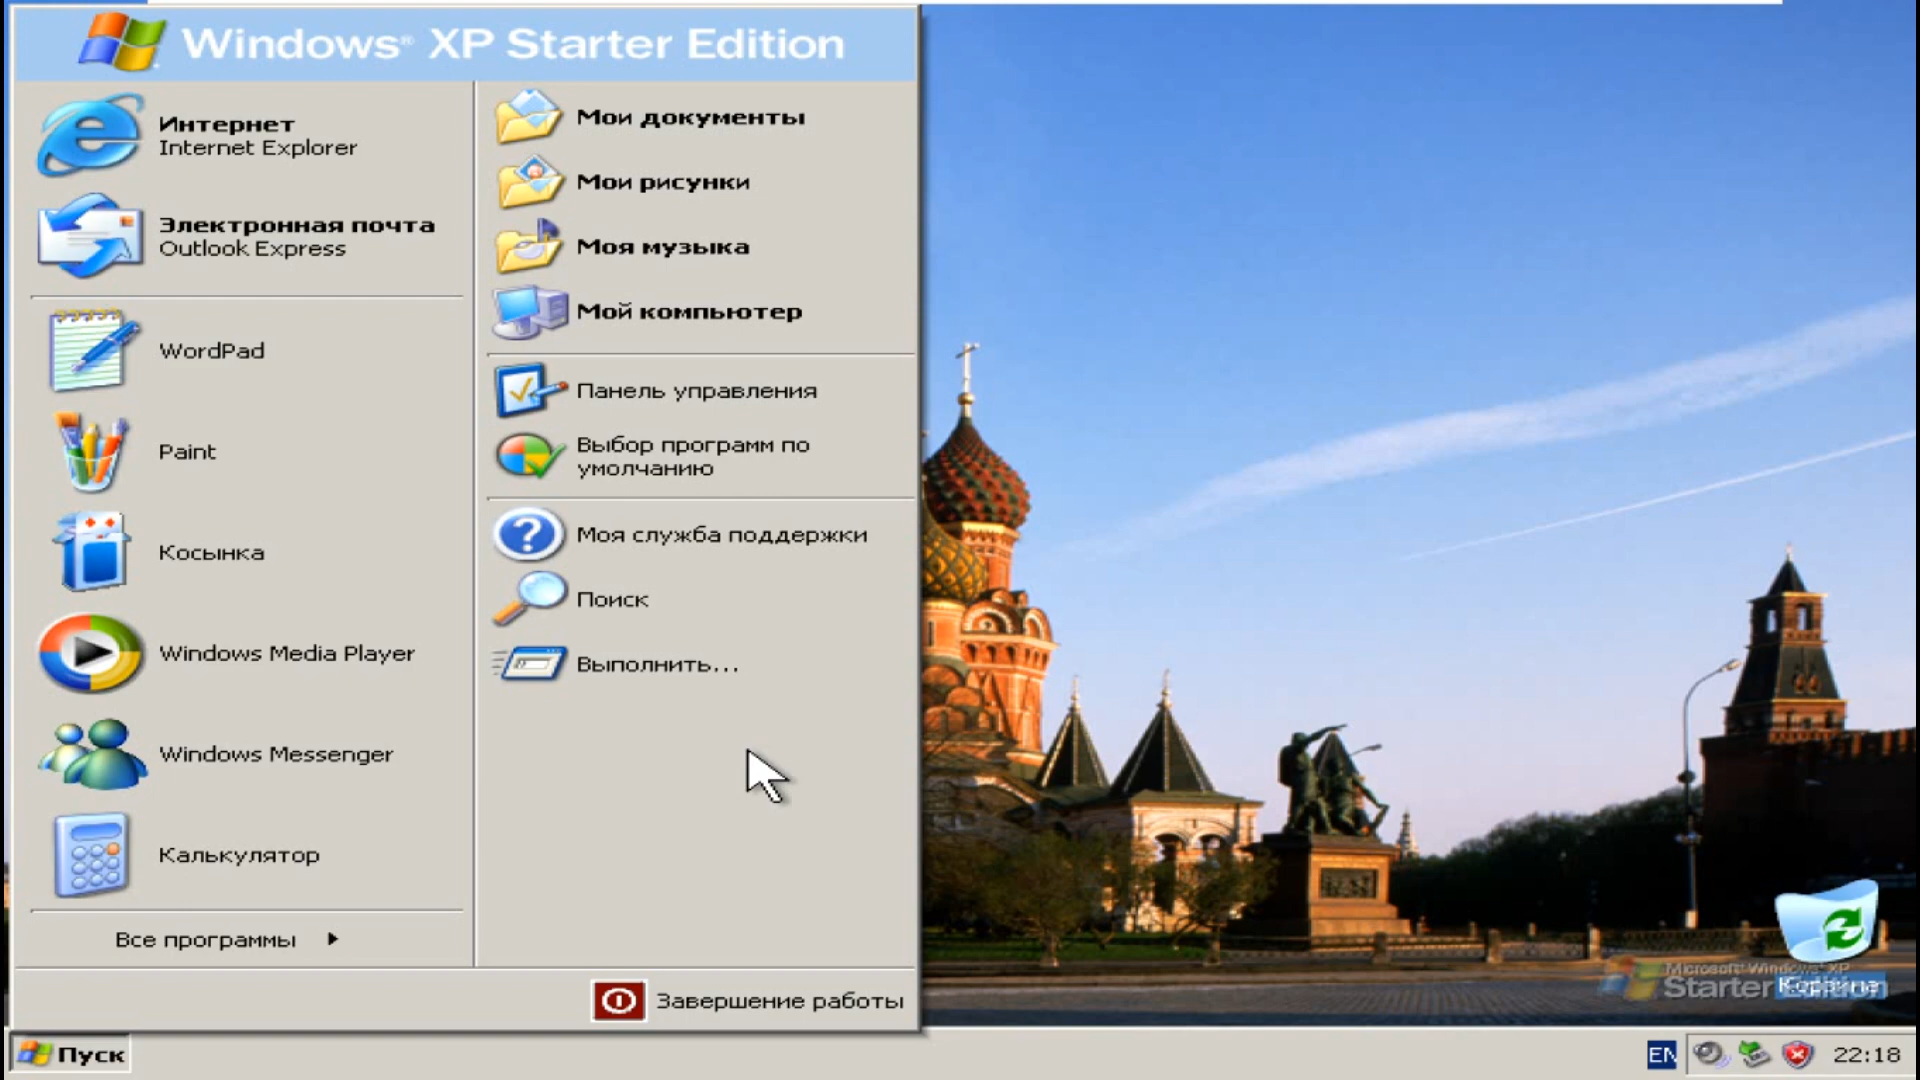 Windows® XP Starter Edition
Интернет
Internet Explorer
Электронная почта
Outlook Express
WordPad
Paint
Косынка
Windows Media Player
Windows Messenger
Калькулятор
Все программы
Мои документы
Мои рисунки
Моя музыка
Мой компьютер
Панель управления
Выбор программ по
умолчанию
Моя служба поддержки
Поиск
Выполнить...
Завершение работы
Microsoft® Windows® XP
Starter Edition
Корзина
Пуск
EN
22:18